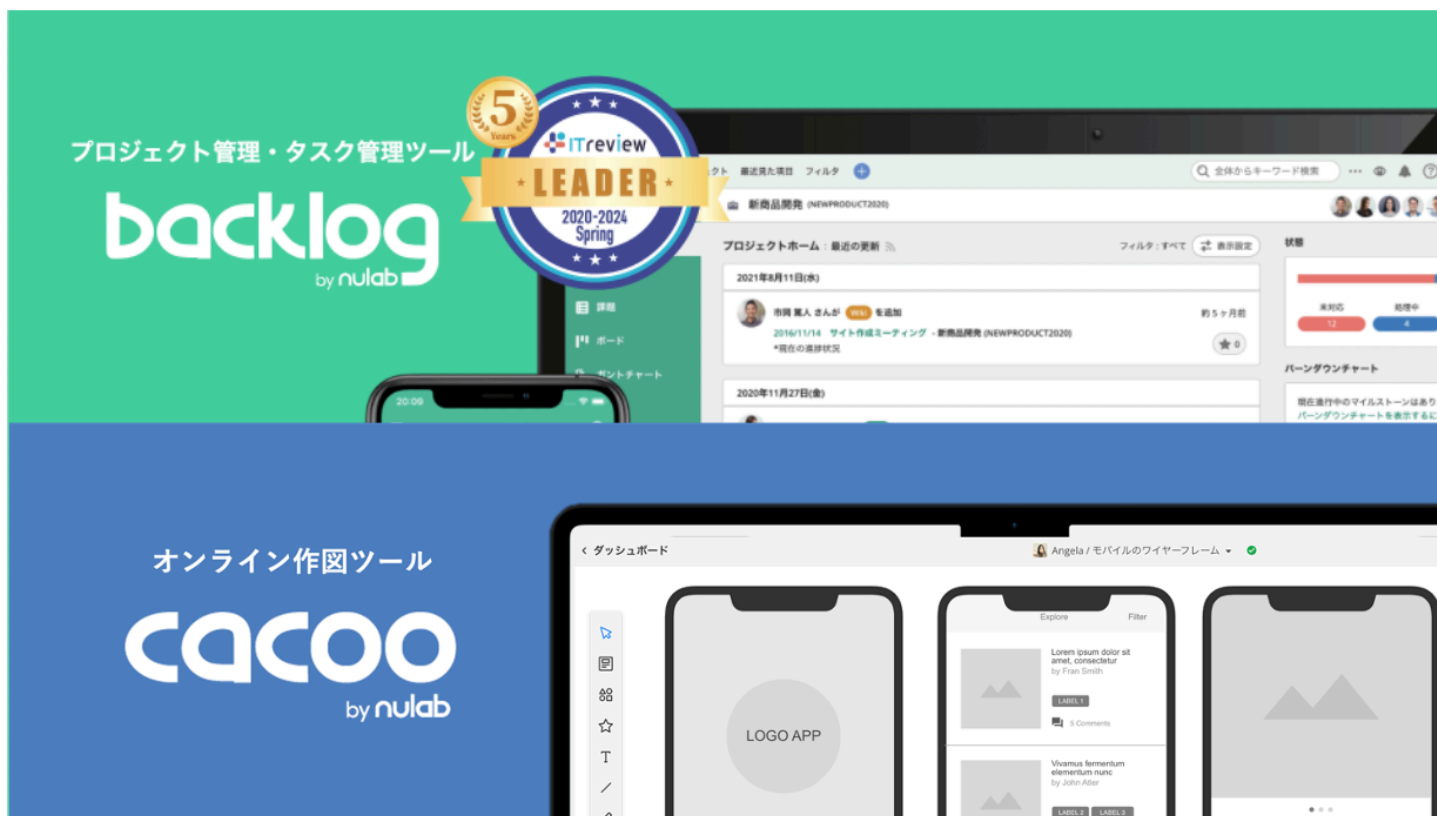 プロジェクト管理・タスク管理ツール
backlog
by nulab
5
Years
ITreview
LEADER
2020-2024
Spring
最近見た項目 フィルタ
全体からキーワード検索
新商品開発 (NEWPRODUCT2020)
プロジェクトホーム : 最近の更新
フィルタ : すべて
表示設定
状態
2021年8月11日(水)
市岡 篤人 さんが Wiki を追加
約 5 ヶ月前
2016/11/14 サイト作成ミーティング - 新商品開発 (NEWPRODUCT2020)
*現在の進捗状況
0
未対応 処理中
12 4
課題
ボード
ガントチャート
バーンダウンチャート
2020年11月27日(金)
現在進行中のマイルストーンはあり
バーンダウンチャートを表示するに
20:09
オンライン作図ツール
cacoo
by nulab
ダッシュボード
Angela / モバイルのワイヤーフレーム
LOGO APP
Explore Filter
Lorem ipsum dolor sit
amet, consectetur
by Fran Smith
LABEL 1
5 Comments
Vivamus fermentum
elementum nunc
by John Aller
LABEL 2 LABEL 3
T